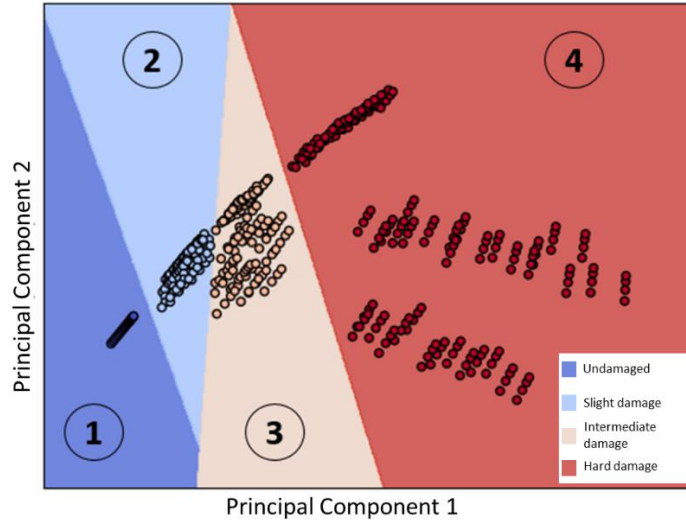 2
4
Principal Component 2
1
3
Undamaged
Slight damage
Intermediate
damage
Hard damage
Principal Component 1